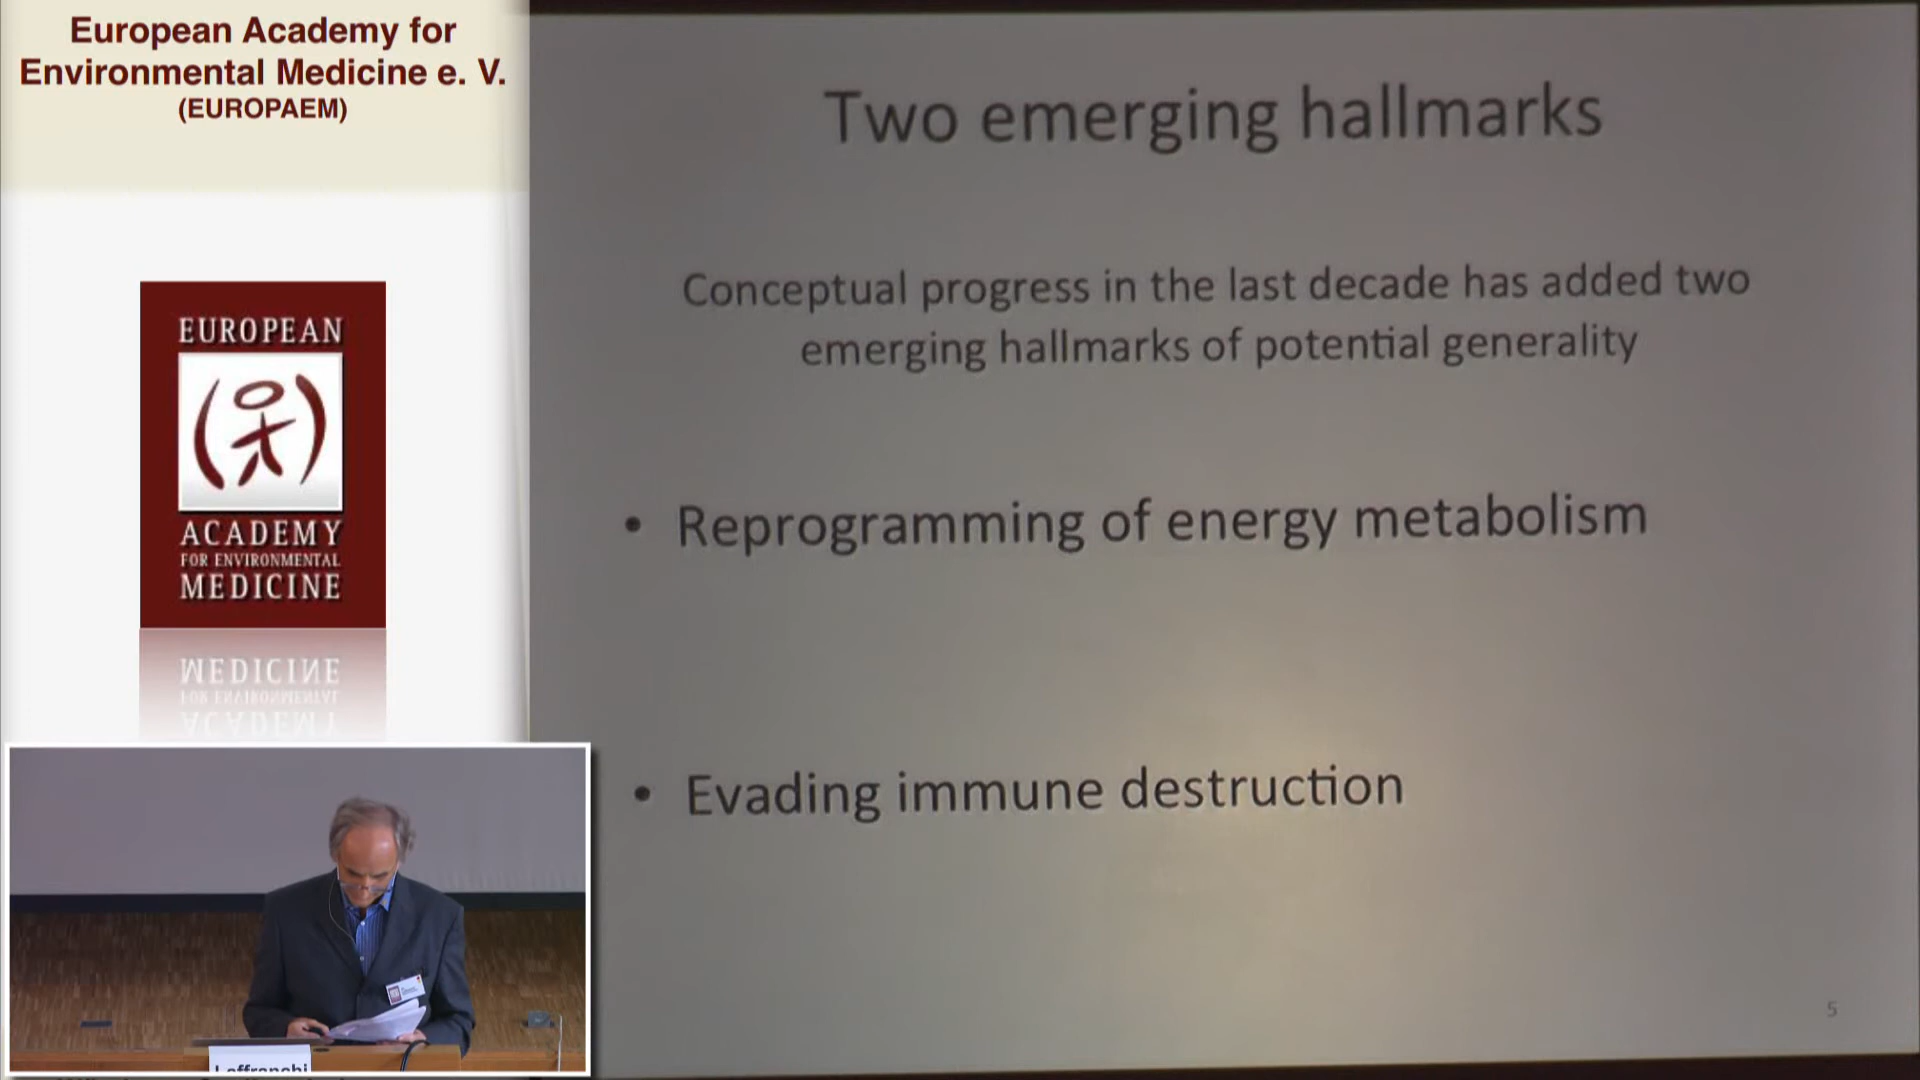 European Academy for
Environmental Medicine e. V.
(EUROPAEM)
EUROPEAN
ACADEMY
FOR ENVIRONMENTAL
MEDICINE
Two emerging hallmarks
Conceptual progress in the last decade has added two
emerging hallmarks of potential generality
• Reprogramming of energy metabolism
• Evading immune destruction
5